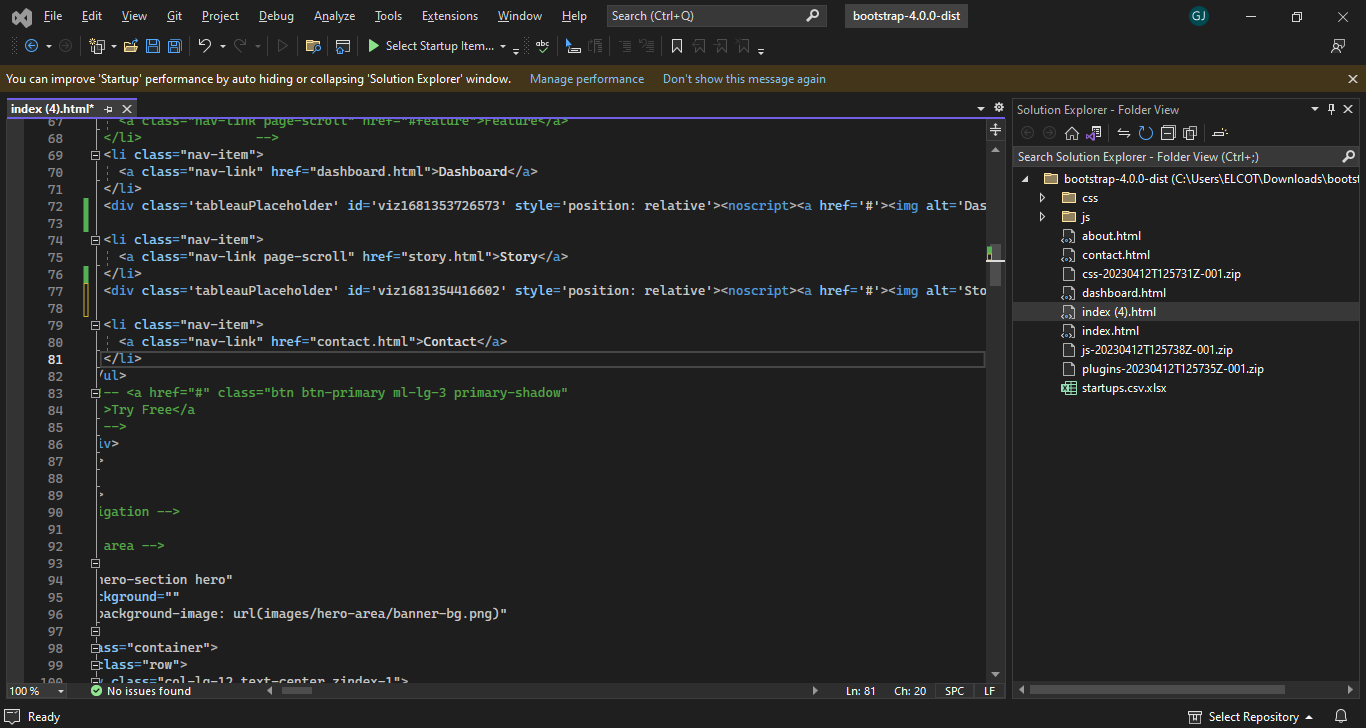 File Edit View Git Project Debug Analyze Tools Extensions Window Help Search (Ctrl+Q) bootstrap-4.0.0-dist GJ
Select Startup Item...
You can improve 'Startup' performance by auto hiding or collapsing 'Solution Explorer' window. Manage performance Don't show this message again
index (4).html*
67 <a class="nav-link page-scroll" href="#feature">Feature</a>
68 </li> -->
69 <li class="nav-item">
70 <a class="nav-link" href="dashboard.html">Dashboard</a>
71 </li>
72 <div class='tableauPlaceholder' id='viz1681353726573' style='position: relative'><noscript><a href='#'><img alt='Das
73
74 <li class="nav-item">
75 <a class="nav-link page-scroll" href="story.html">Story</a>
76 </li>
77 <div class='tableauPlaceholder' id='viz1681354416602' style='position: relative'><noscript><a href='#'><img alt='Sto
78
79 <li class="nav-item">
80 <a class="nav-link" href="contact.html">Contact</a>
81 </li>
82 /ul>
83 -- <a href="#" class="btn btn-primary ml-lg-3 primary-shadow"
84 >Try Free</a
85 -->
86 iv>
87 >
88
89 >
90 igation -->
91
92 area -->
93
94 hero-section hero"
95 ckground=""
96 background-image: url(images/hero-area/banner-bg.png)"
97
98 ass="container">
99 class="row">
100 class="col-lg-12 text-center zindex-1">
100 % No issues found Ln: 81 Ch: 20 SPC LF
Solution Explorer - Folder View
Search Solution Explorer - Folder View (Ctrl+;)
bootstrap-4.0.0-dist (C:\Users\ELCOT\Downloads\bootst
css
js
about.html
contact.html
css-20230412T125731Z-001.zip
dashboard.html
index (4).html
index.html
js-20230412T125738Z-001.zip
plugins-20230412T125735Z-001.zip
startups.csv.xlsx
Ready Select Repository